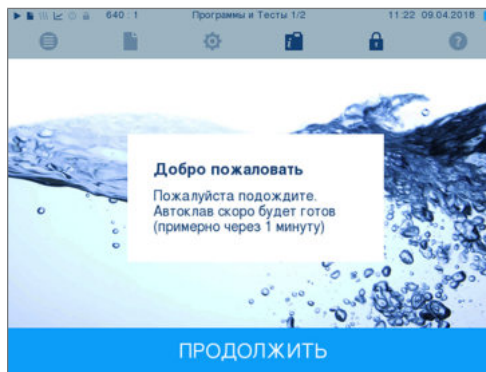 640 : 1 Программы и Тесты 1/2 11:22 09.04.2018
Добро пожаловать
Пожалуйста подождите.
Автоклав скоро будет готов
(примерно через 1 минуту)
ПРОДОЛЖИТЬ